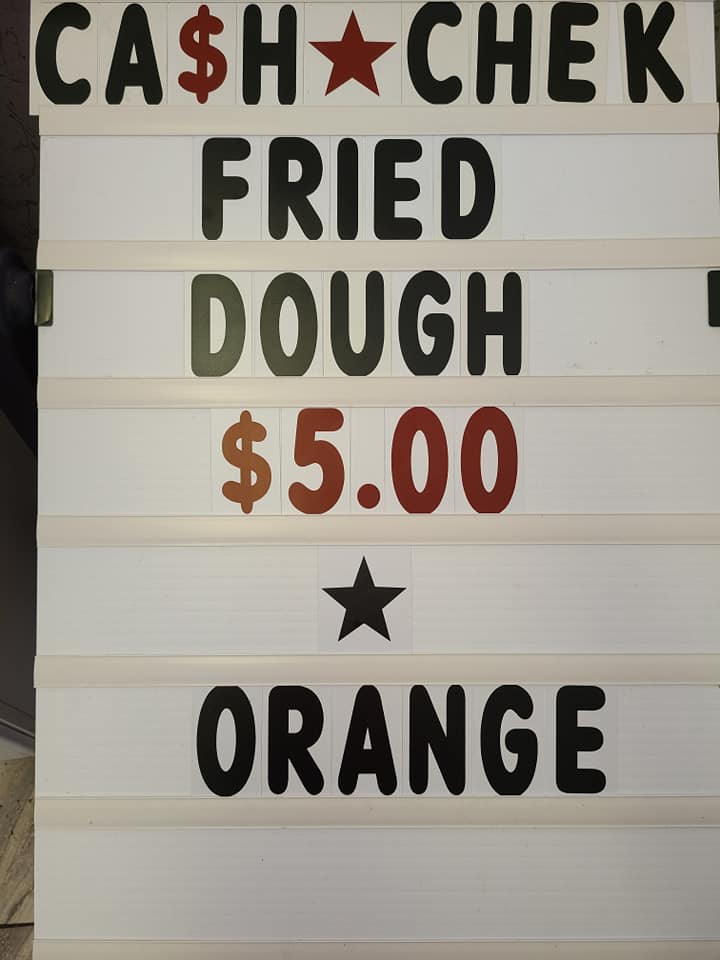 CA$H★CHEK
FRIED
DOUGH
$5.00
★
ORANGE